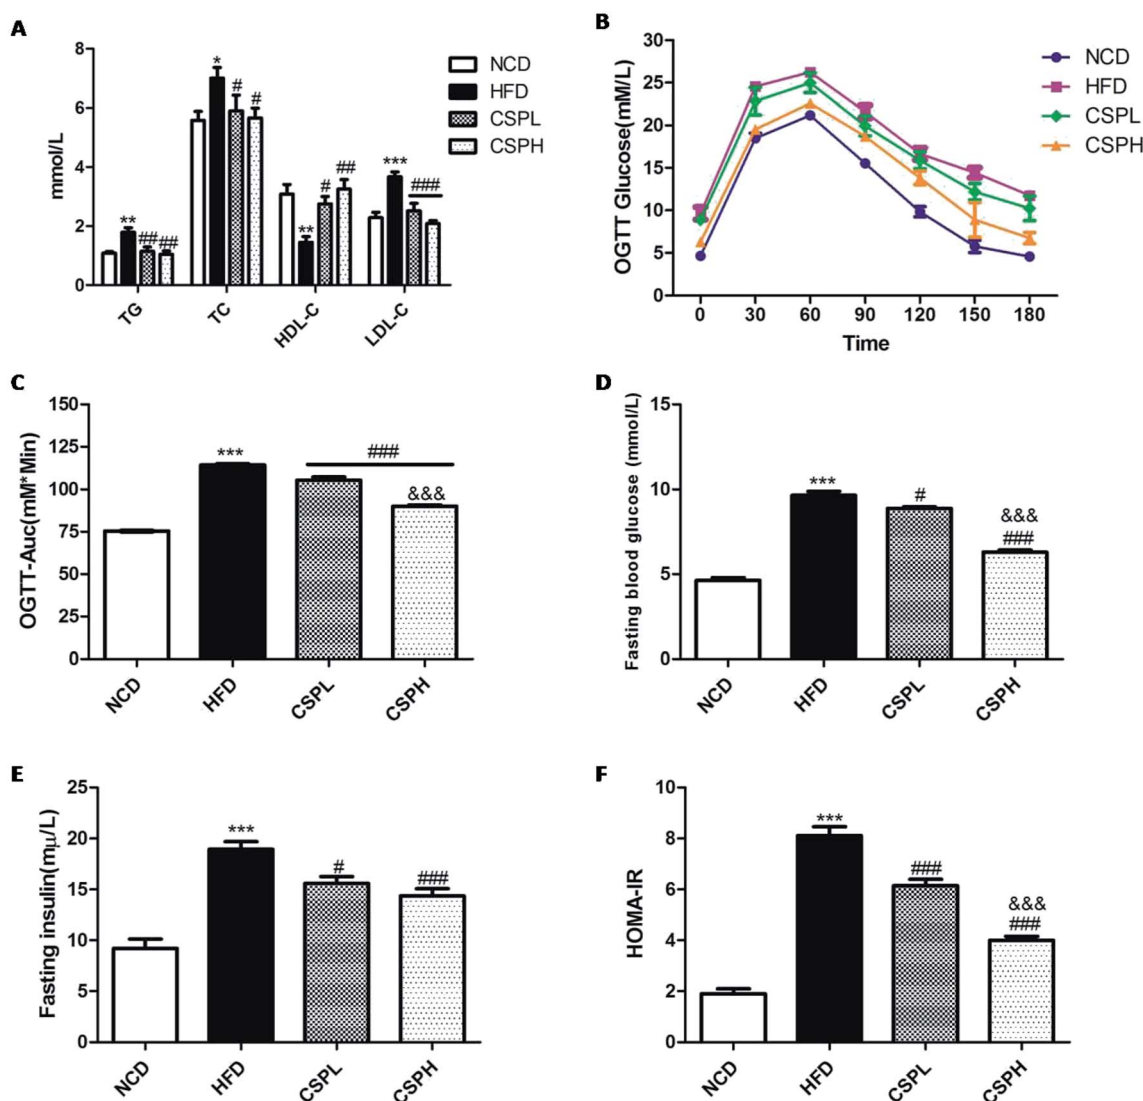 A
mmol/L
8
6
4
2
0
NCD
HFD
CSPL
CSPH
*
#
#
##
***
###
#
**
##
##
**
TG
TC
HDL-C
LDL-C
B
OGTT Glucose(mM/L)
30
25
20
15
10
5
0
NCD
HFD
CSPL
CSPH
0 30 60 90 120 150 180
Time
C
OGTT-Auc(mM*Min)
150
125
100
75
50
25
0
***
###
&&&
NCD
HFD
CSPL
CSPH
D
Fasting blood glucose (mmol/L)
15
10
5
0
***
#
&&&
###
NCD
HFD
CSPL
CSPH
E
Fasting insulin(mμ/L)
25
20
15
10
5
0
***
#
###
NCD
HFD
CSPL
CSPH
F
HOMA-IR
10
8
6
4
2
0
***
###
&&&
###
NCD
HFD
CSPL
CSPH